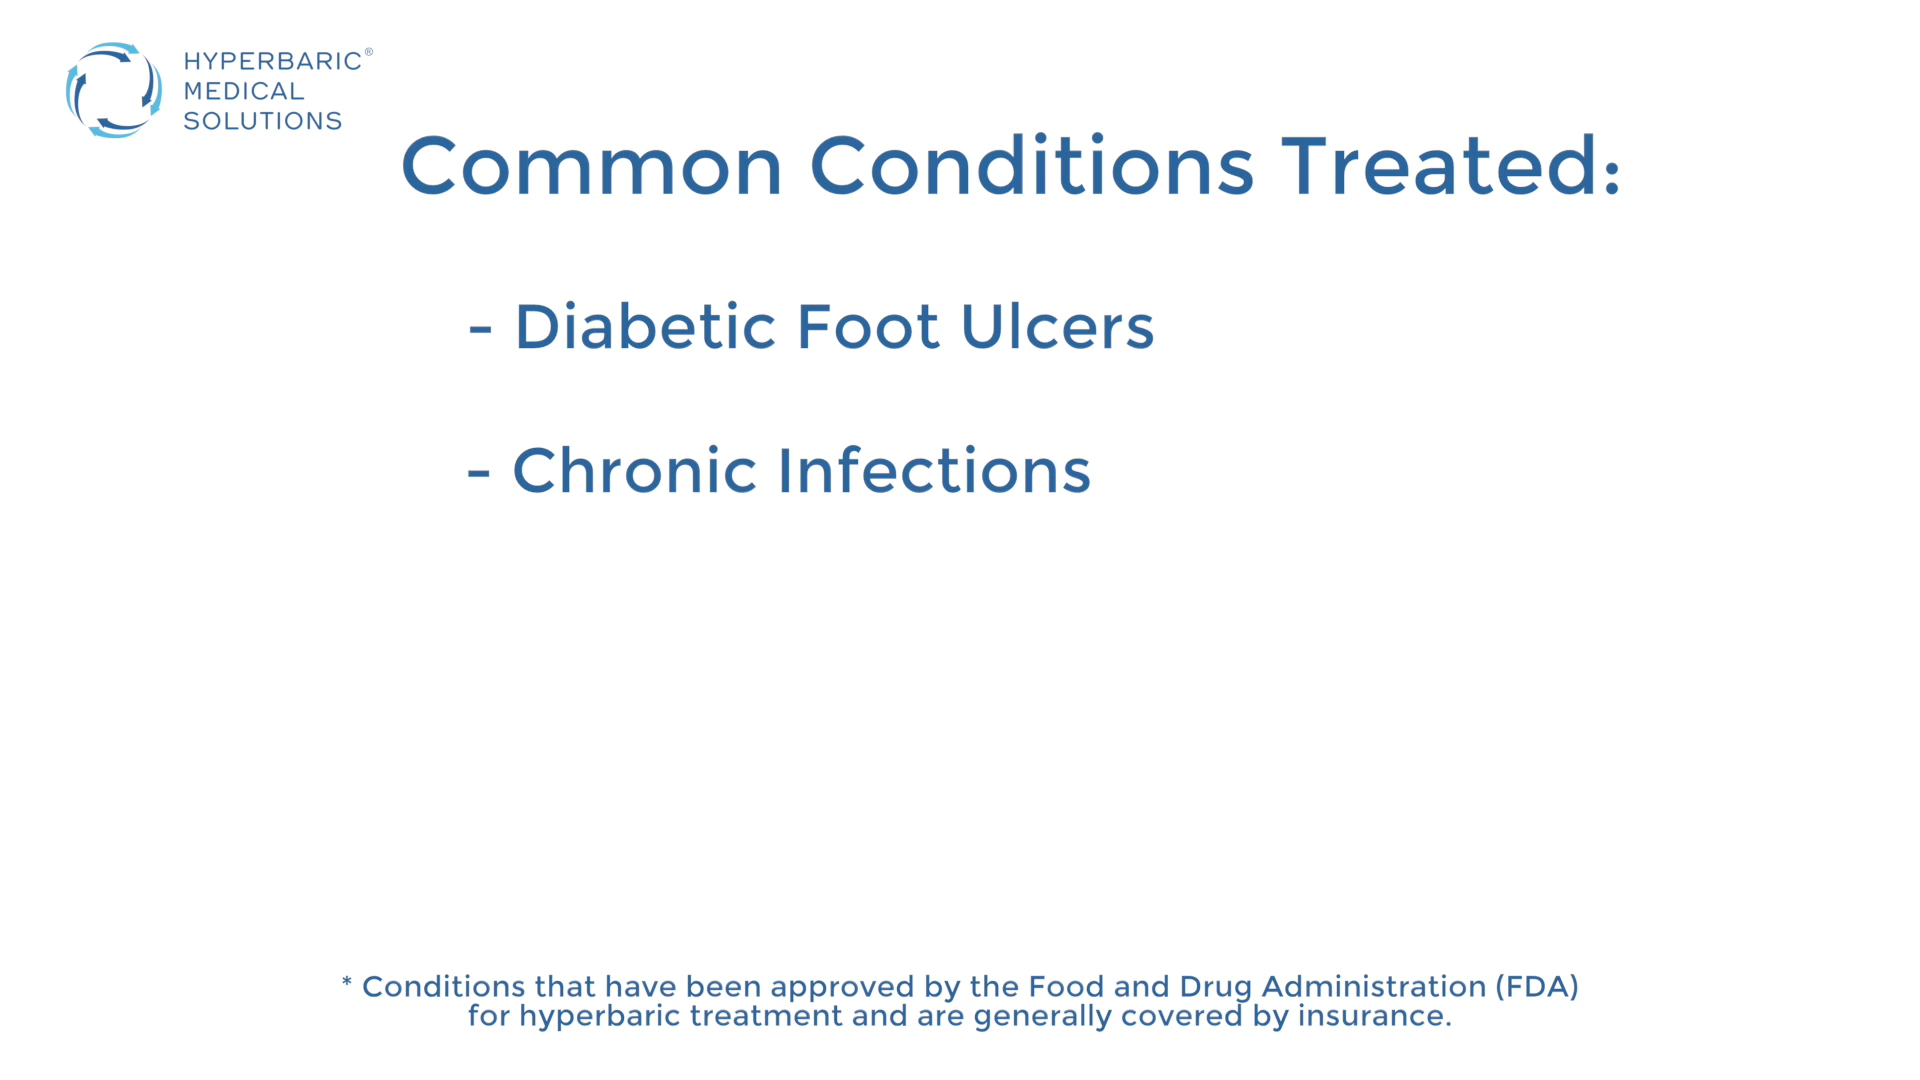 HYPERBARIC®
MEDICAL
SOLUTIONS
Common Conditions Treated:
- Diabetic Foot Ulcers
- Chronic Infections
* Conditions that have been approved by the Food and Drug Administration (FDA)
for hyperbaric treatment and are generally covered by insurance.